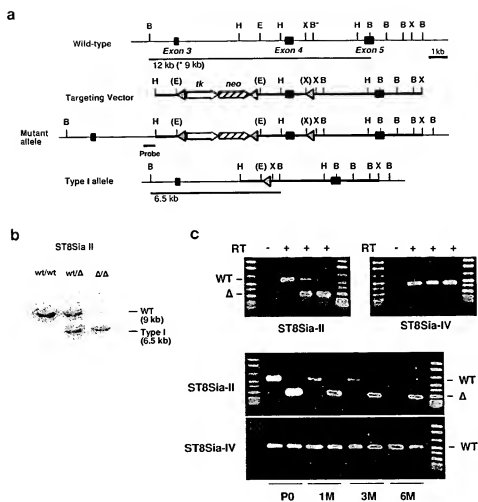 a
B H E H X B* H B B B X B
Wild-type
Exon 3 Exon 4 Exon 5
1kb
12 kb (* 9 kb)
H (E) tk neo (E) H (X) X B H B B B X
Targeting Vector
B H (E) (E) H (X) X B H B B B X B
Mutant allele
Probe
B H (E) X B H B B B X B
Type I allele
6.5 kb
b
ST8Sia II
wt/wt wt/Δ Δ/Δ
WT (9 kb)
Type I (6.5 kb)
c
RT - + + +
WT
Δ
ST8Sia-II
RT - + + +
ST8Sia-IV
ST8Sia-II
WT
Δ
ST8Sia-IV
WT
P0 1M 3M 6M